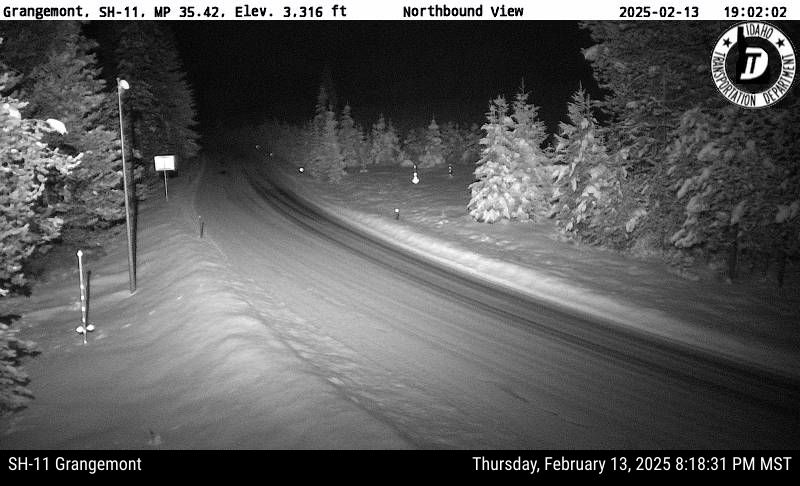 Grangemont, SH-11, MP 35.42, Elev. 3,316 ft Northbound View 2025-02-13 19:02:02
IDAHO TRANSPORTATION DEPARTMENT
SH-11 Grangemont Thursday, February 13, 2025 8:18:31 PM MST